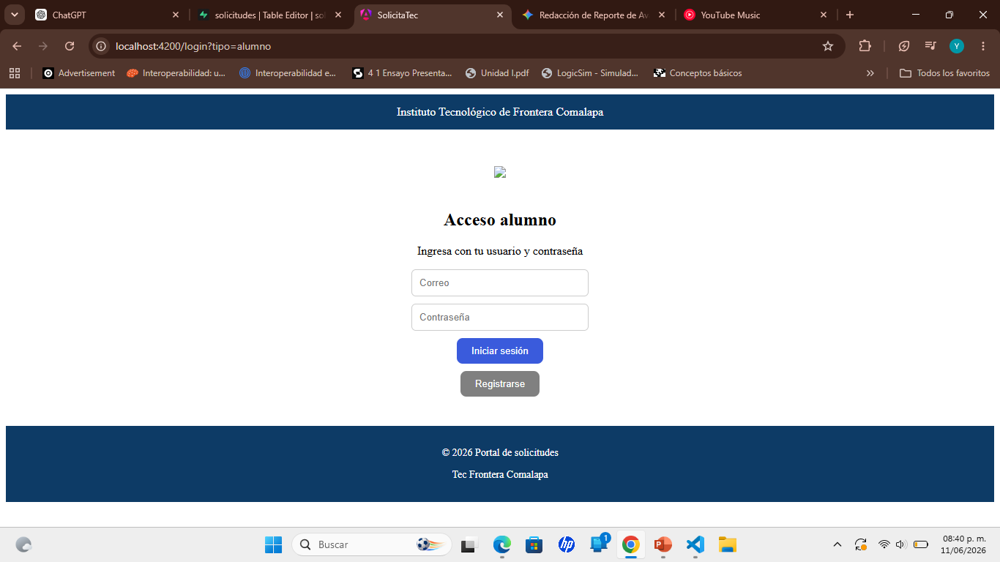 ChatGPT
solicitudes | Table Editor | sol
SolicitaTec
Redacción de Reporte de Av
YouTube Music
localhost:4200/login?tipo=alumno
Y
Advertisement
Interoperabilidad: u...
Interoperabilidad e...
4 1 Ensayo Presenta...
Unidad I.pdf
LogicSim - Simulad...
Conceptos básicos
Todos los favoritos
Instituto Tecnológico de Frontera Comalapa
Acceso alumno
Ingresa con tu usuario y contraseña
Correo
Contraseña
Iniciar sesión
Registrarse
© 2026 Portal de solicitudes
Tec Frontera Comalapa
Buscar
hp
1
P
08:40 p. m.
11/06/2026